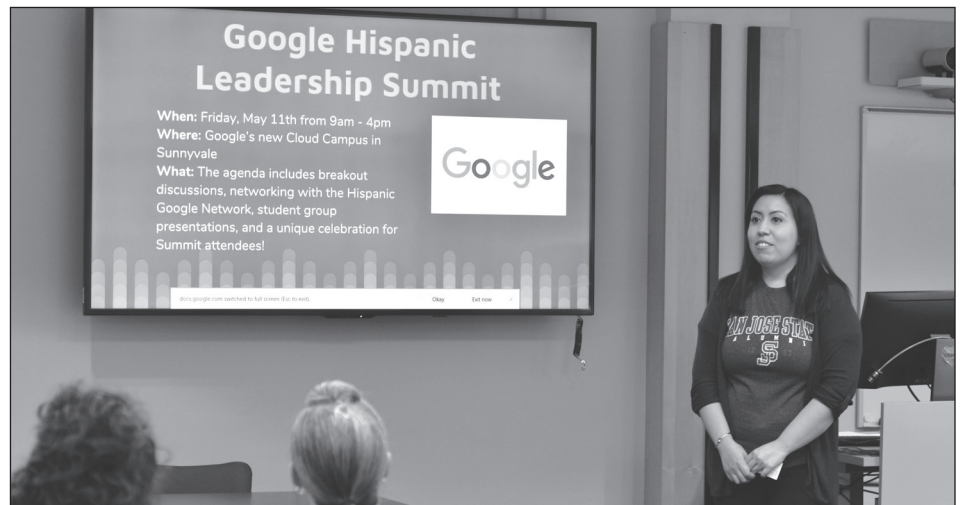 Google Hispanic
Leadership Summit
When: Friday, May 11th from 9am - 4pm
Where: Google's new Cloud Campus in
Sunnyvale
What: The agenda includes breakout
discussions, networking with the Hispanic
Google Network, student group
presentations, and a unique celebration for
Summit attendees!
Google
docs.google.com switched to full screen (Esc to exit). Okay Exit now
SAN JOSE STATE
ALUMNI
SJ